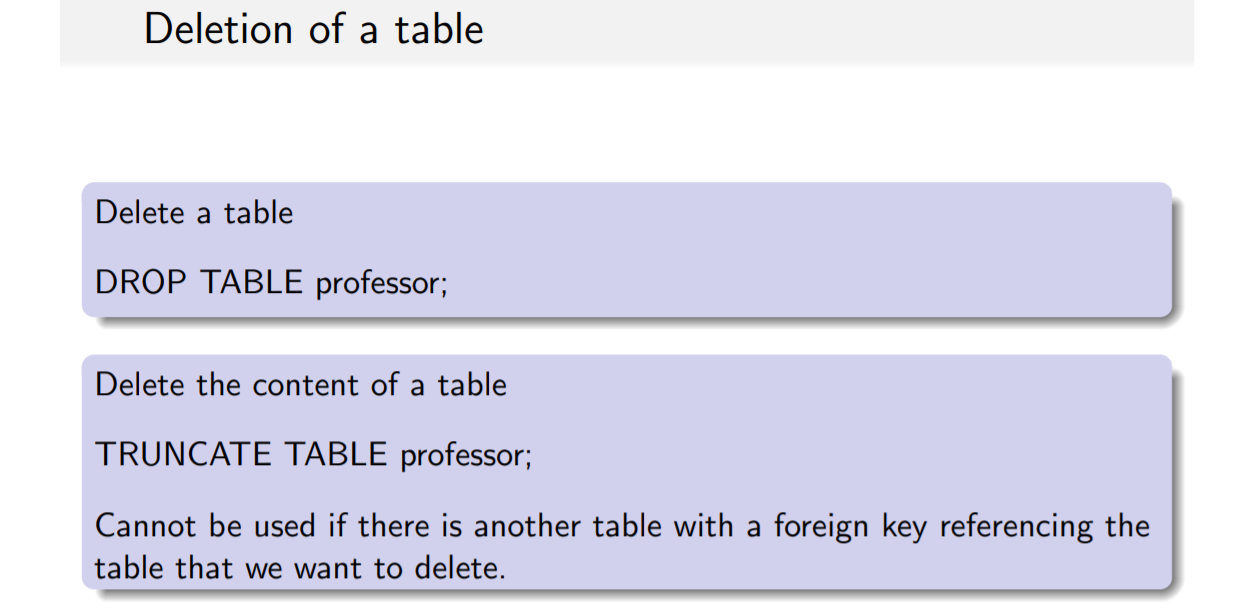 Deletion of a table
Delete a table
DROP TABLE professor;
Delete the content of a table
TRUNCATE TABLE professor;
Cannot be used if there is another table with a foreign key referencing the
table that we want to delete.